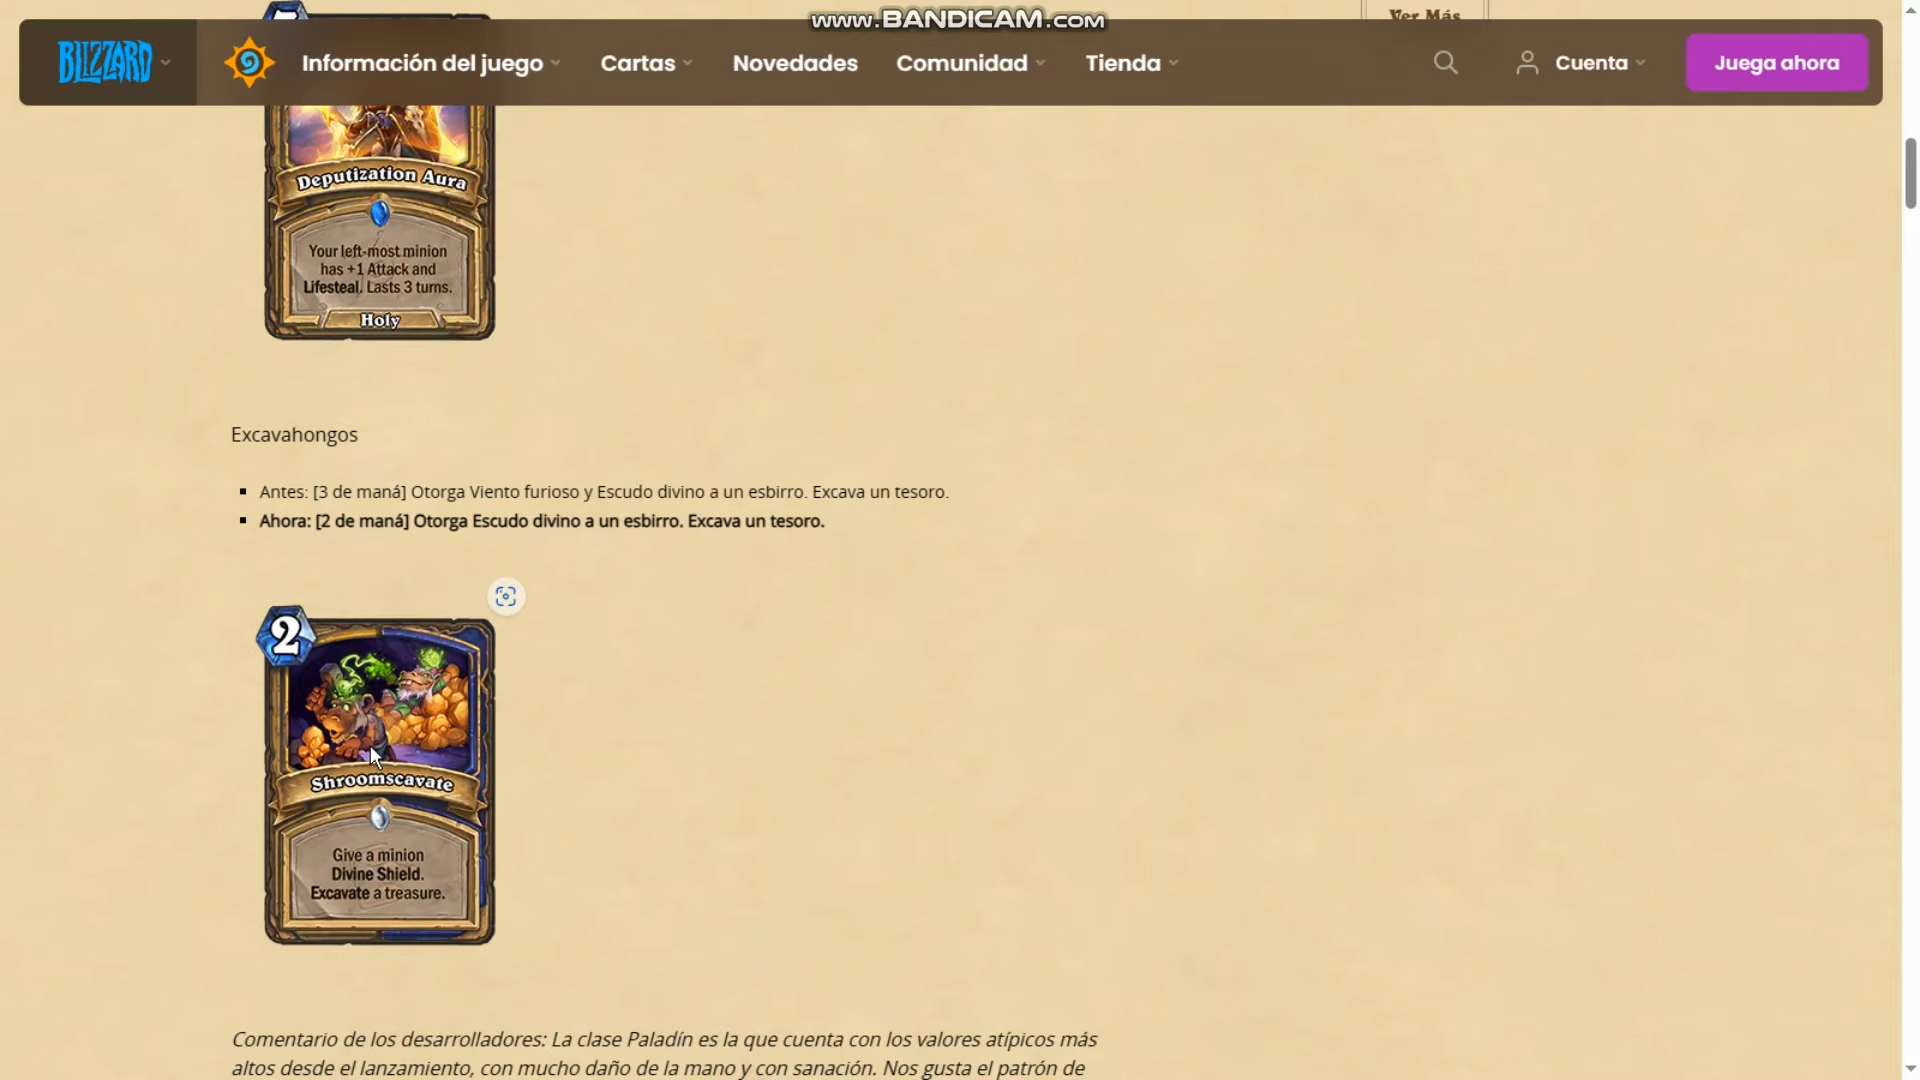 www.BANDICAM.com
Ver Más
BLIZZARD
Información del juego
Cartas
Novedades
Comunidad
Tienda
Cuenta
Juega ahora
Deputization Aura
Your left-most minion
has +1 Attack and
Lifesteal. Lasts 3 turns.
Holy
Excavahongos
Antes: [3 de maná] Otorga Viento furioso y Escudo divino a un esbirro. Excava un tesoro.
Ahora: [2 de maná] Otorga Escudo divino a un esbirro. Excava un tesoro.
2
Shroomscavate
Give a minion
Divine Shield.
Excavate a treasure.
Comentario de los desarrolladores: La clase Paladín es la que cuenta con los valores atípicos más
altos desde el lanzamiento, con mucho daño de la mano y con sanación. Nos gusta el patrón de